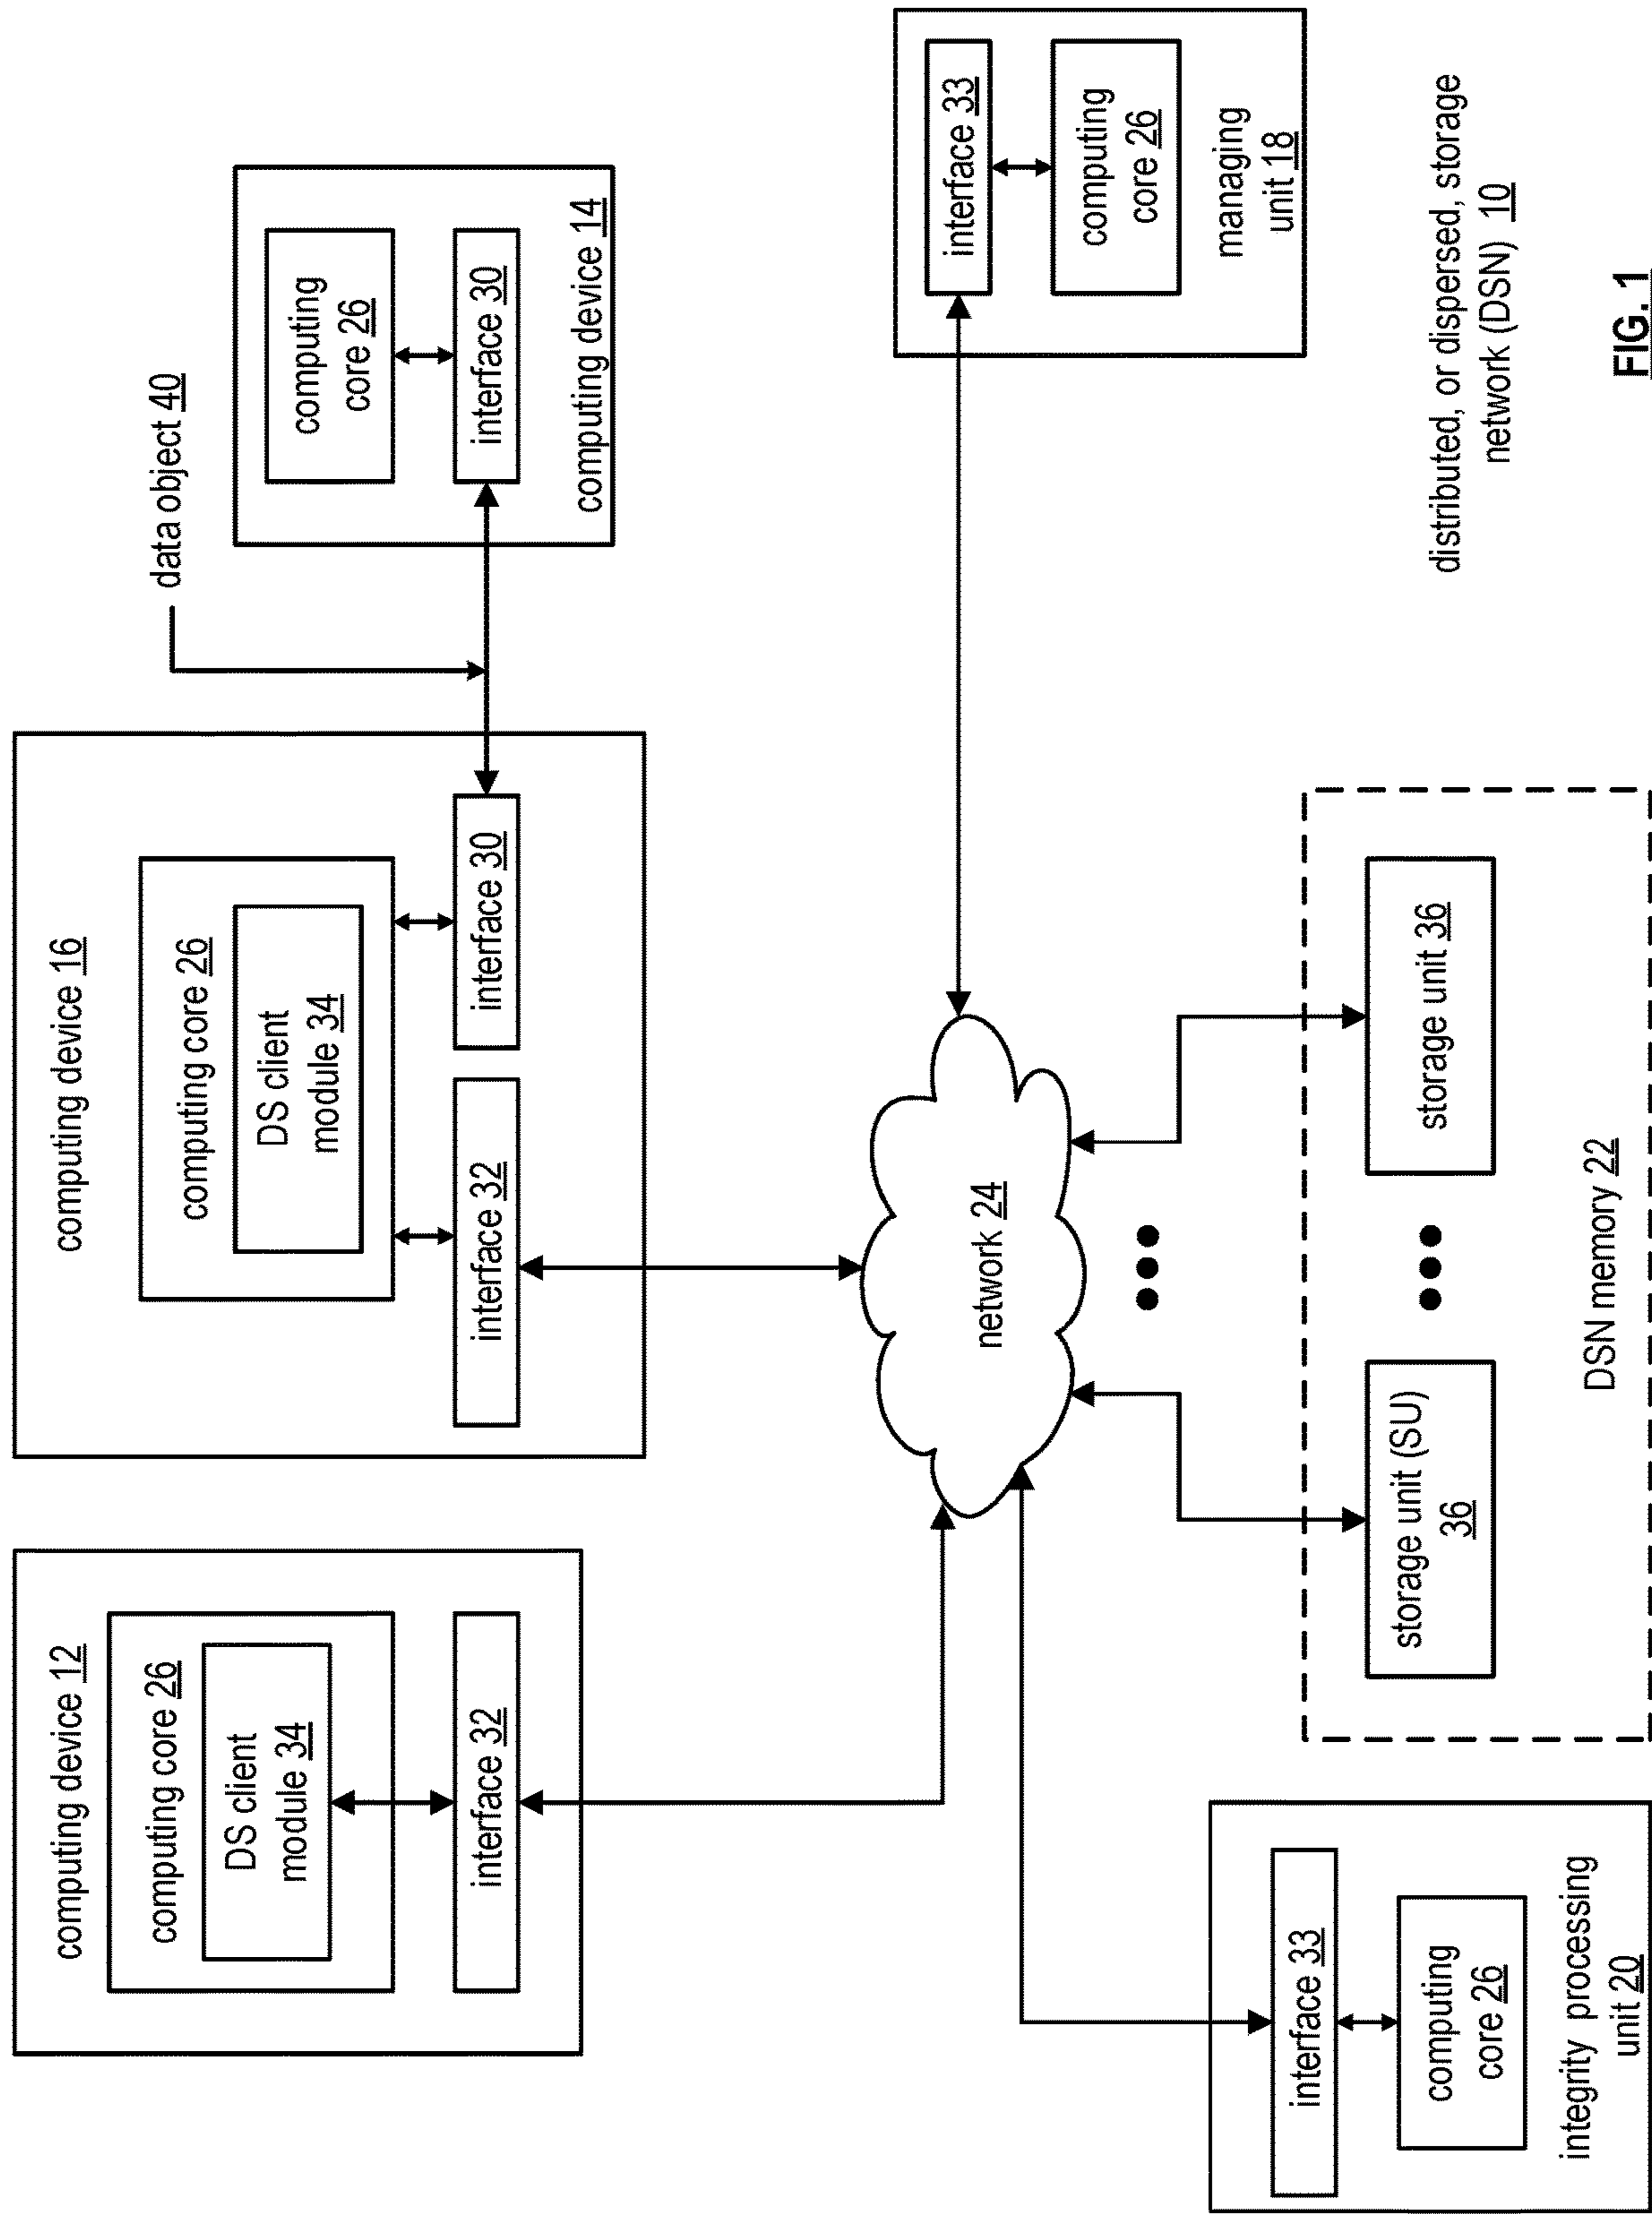 computing device 12
computing core 26
DS client
module 34
interface 32
computing device 16
computing core 26
DS client
module 34
interface 32
interface 30
data object 40
computing
core 26
interface 30
computing device 14
network 24
interface 33
computing
core 26
managing
unit 18
interface 33
computing
core 26
integrity processing
unit 20
storage unit (SU)
36
storage unit 36
DSN memory 22
distributed, or dispersed, storage
network (DSN) 10
FIG. 1